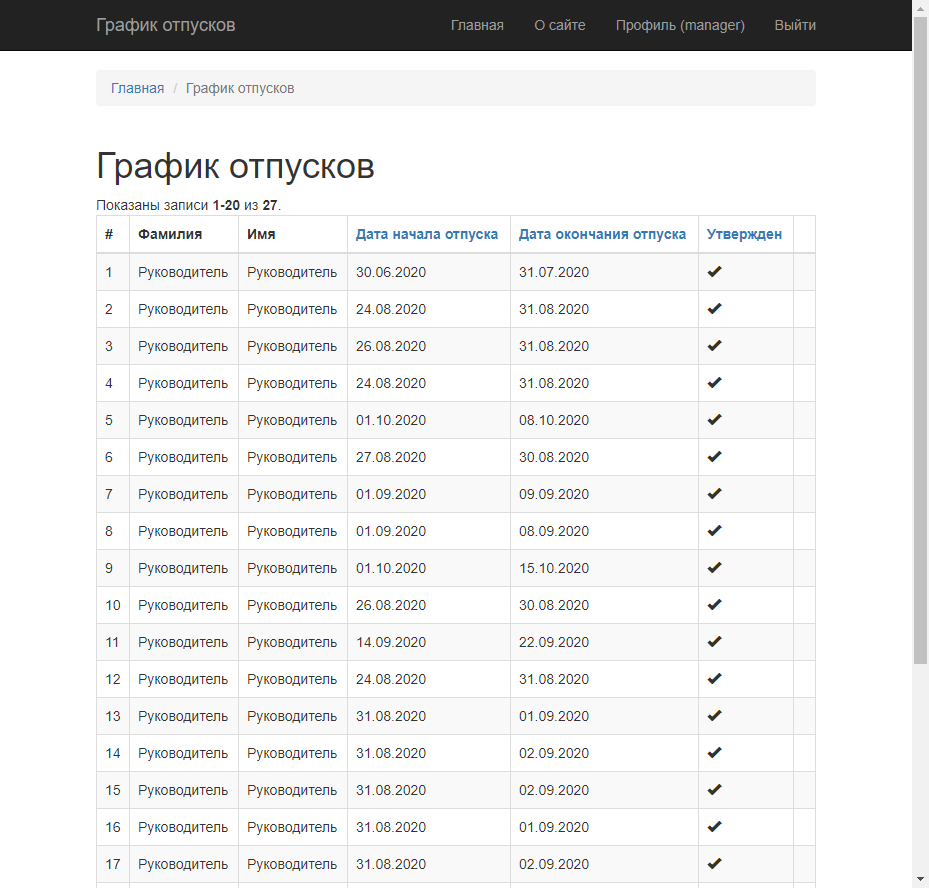 График отпусков Главная О сайте Профиль (manager) Выйти
Главная / График отпусков
График отпусков
Показаны записи 1-20 из 27.
# Фамилия Имя Дата начала отпуска Дата окончания отпуска Утвержден
1 Руководитель Руководитель 30.06.2020 31.07.2020 ✔
2 Руководитель Руководитель 24.08.2020 31.08.2020 ✔
3 Руководитель Руководитель 26.08.2020 31.08.2020 ✔
4 Руководитель Руководитель 24.08.2020 31.08.2020 ✔
5 Руководитель Руководитель 01.10.2020 08.10.2020 ✔
6 Руководитель Руководитель 27.08.2020 30.08.2020 ✔
7 Руководитель Руководитель 01.09.2020 09.09.2020 ✔
8 Руководитель Руководитель 01.09.2020 08.09.2020 ✔
9 Руководитель Руководитель 01.10.2020 15.10.2020 ✔
10 Руководитель Руководитель 26.08.2020 30.08.2020 ✔
11 Руководитель Руководитель 14.09.2020 22.09.2020 ✔
12 Руководитель Руководитель 24.08.2020 31.08.2020 ✔
13 Руководитель Руководитель 31.08.2020 01.09.2020 ✔
14 Руководитель Руководитель 31.08.2020 02.09.2020 ✔
15 Руководитель Руководитель 31.08.2020 02.09.2020 ✔
16 Руководитель Руководитель 31.08.2020 01.09.2020 ✔
17 Руководитель Руководитель 31.08.2020 02.09.2020 ✔